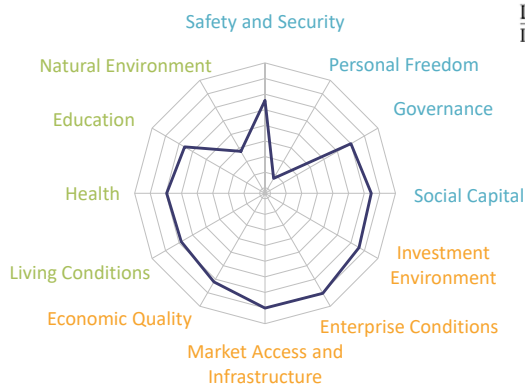 Safety and Security
Natural Environment
Personal Freedom
Education
Governance
Health
Social Capital
Investment
Environment
Living Conditions
Economic Quality
Enterprise Conditions
Market Access and
Infrastructure